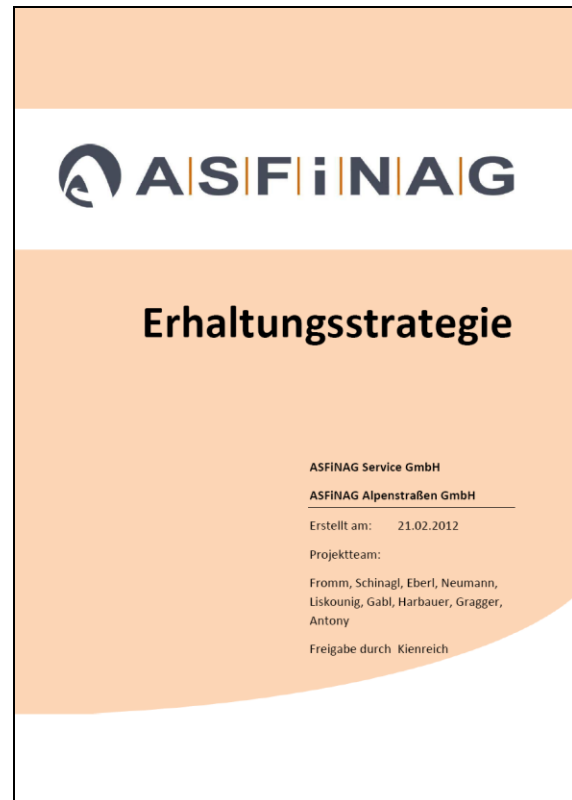 A|S|F|i|N|A|G
Erhaltungsstrategie
ASFiNAG Service GmbH
ASFiNAG Alpenstraßen GmbH
Erstellt am: 21.02.2012
Projektteam:
Fromm, Schinagl, Eberl, Neumann,
Liskounig, Gabl, Harbauer, Gragger,
Antony
Freigabe durch Kienreich